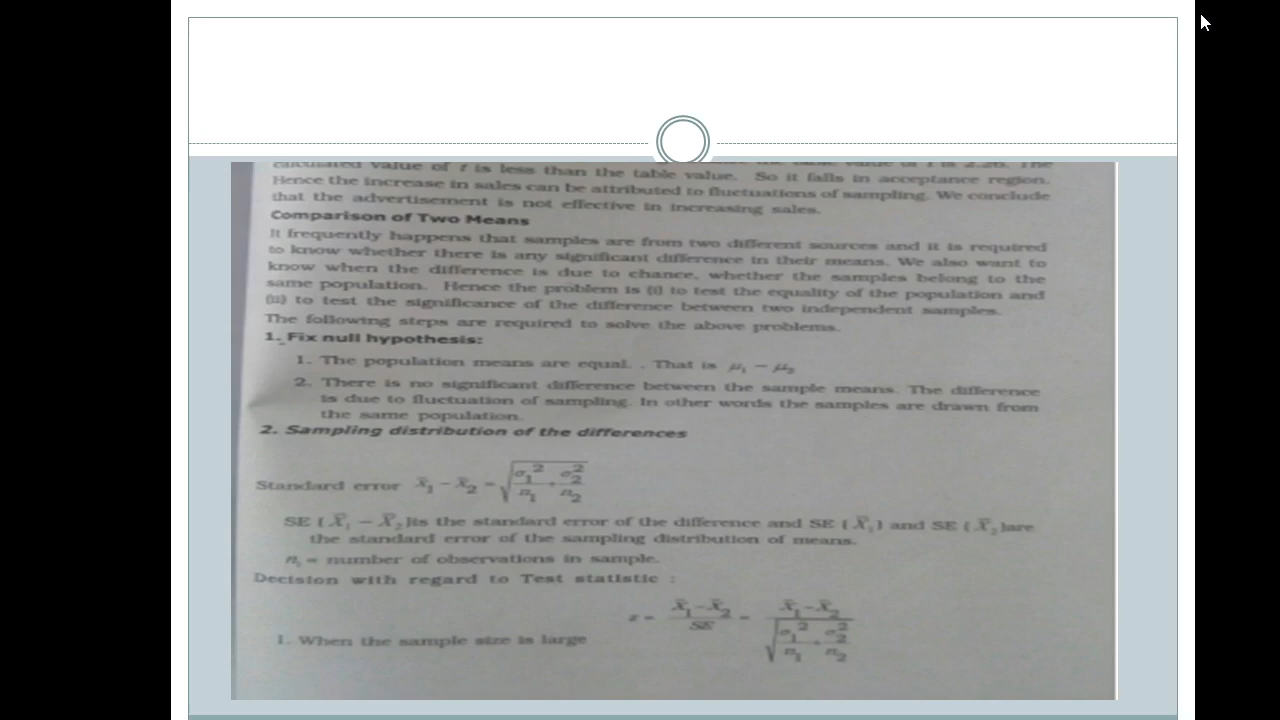 calculated value of t is less than the table value. So it falls in acceptance region.
Hence the increase in sales can be attributed to fluctuations of sampling. We conclude
that the advertisement is not effective in increasing sales.
Comparison of Two Means
It frequently happens that samples are from two different sources and it is required
to know whether there is any significant difference in their means. We also want to
know when the difference is due to chance, whether the samples belong to the
same population. Hence the problem is (i) to test the equality of the population and
(ii) to test the significance of the difference between two independent samples.
The following steps are required to solve the above problems.
1. Fix null hypothesis:
1. The population means are equal. . That is μ₁ − μ₂
2. There is no significant difference between the sample means. The difference
is due to fluctuation of sampling. In other words the samples are drawn from
the same population.
2. Sampling distribution of the differences
Standard error x̄₁ − x̄₂ = √(σ₁²/n₁ + σ₂²/n₂)
SE ( X̄₁ − X̄₂ )is the standard error of the difference and SE ( X̄₁ ) and SE ( X̄₂ )are
the standard error of the sampling distribution of means.
n₁ = number of observations in sample.
Decision with regard to Test statistic :
1. When the sample size is large z = (X̄₁ − X̄₂)/SE = (X̄₁ − X̄₂)/√(σ₁²/n₁ + σ₂²/n₂)